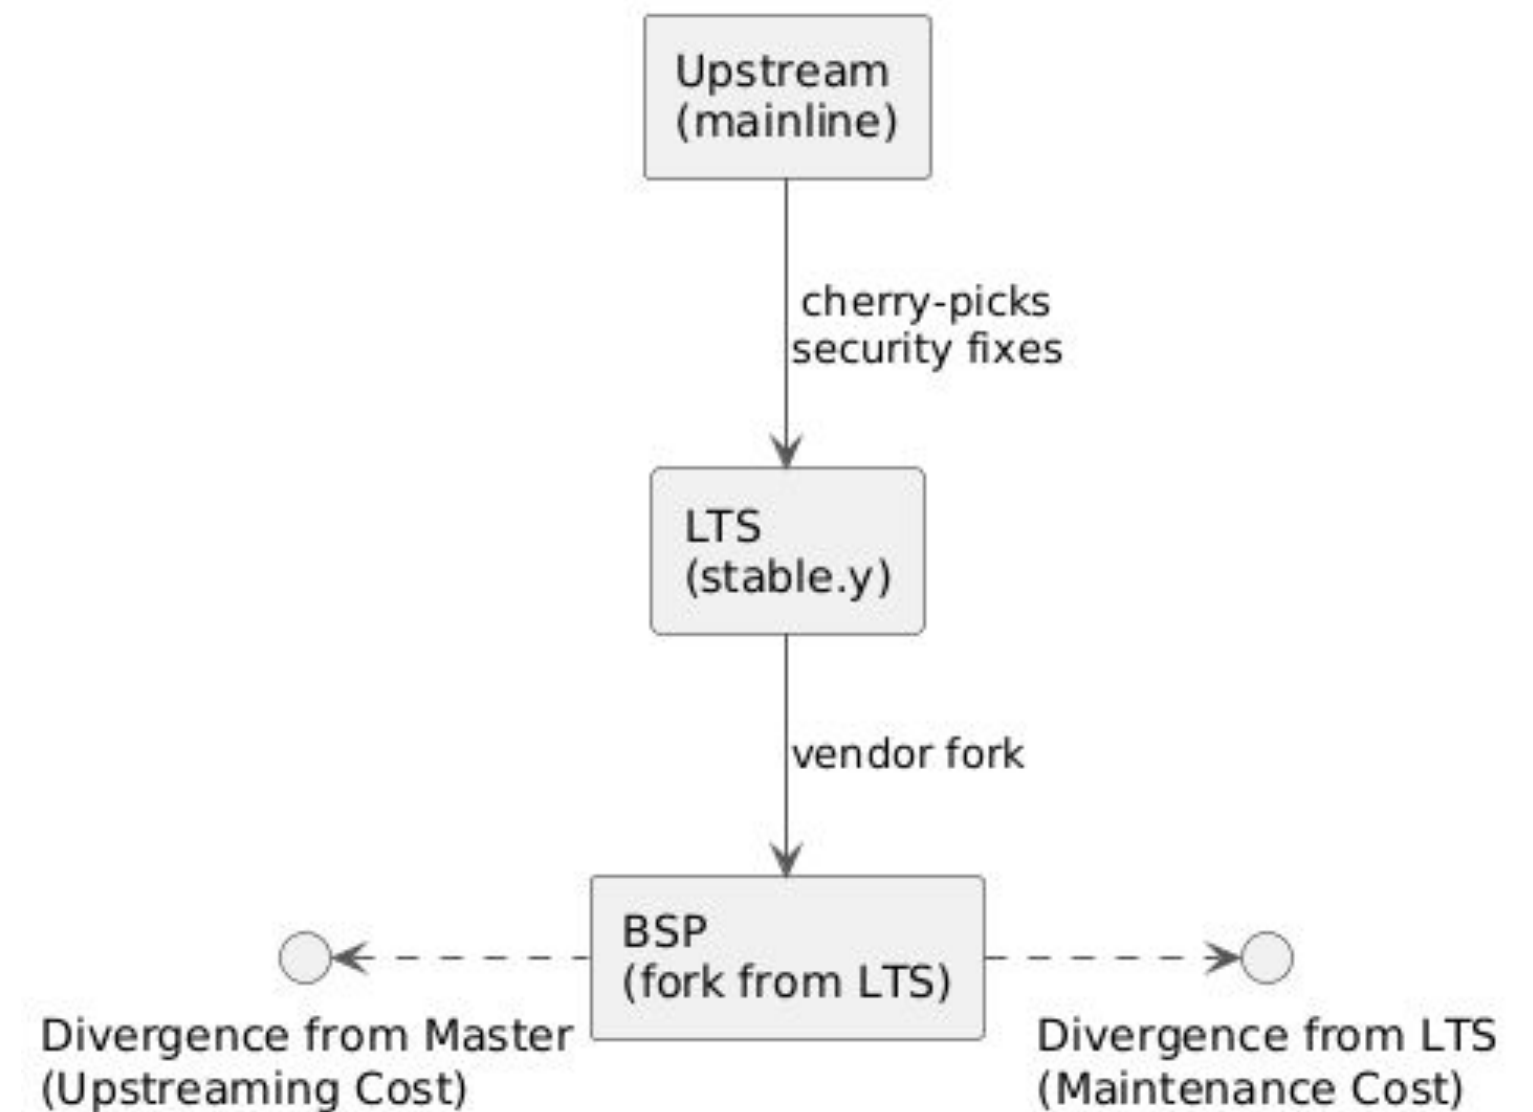 Upstream
(mainline)
cherry-picks
security fixes
LTS
(stable.y)
vendor fork
BSP
(fork from LTS)
Divergence from Master
(Upstreaming Cost)
Divergence from LTS
(Maintenance Cost)